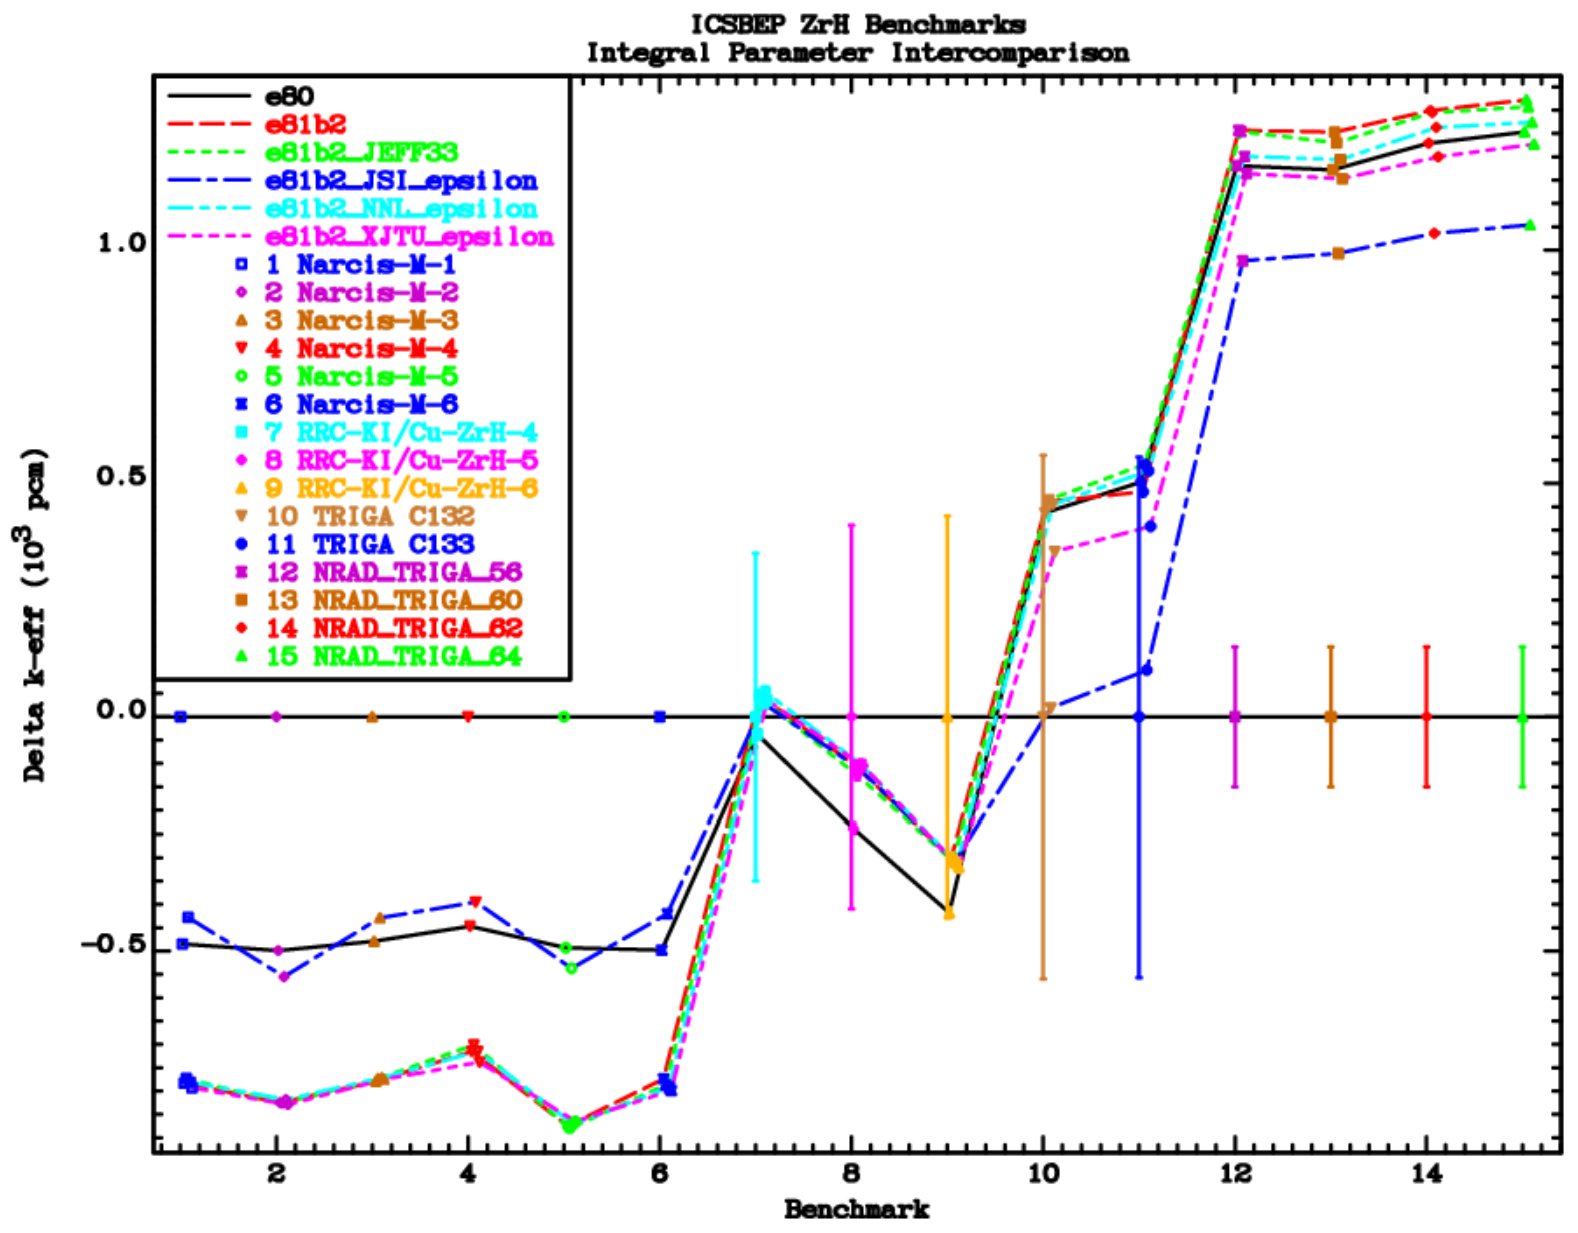 ICSBEP ZrH Benchmarks
Integral Parameter Intercomparison
e80
e81b2
e81b2_JEFF33
e81b2_JSI_epsilon
e81b2_NNL_epsilon
e81b2_XJTU_epsilon
1 Narcis-M-1
2 Narcis-M-2
3 Narcis-M-3
4 Narcis-M-4
5 Narcis-M-5
6 Narcis-M-6
7 RRC-KI/Cu-ZrH-4
8 RRC-KI/Cu-ZrH-5
9 RRC-KI/Cu-ZrH-6
10 TRIGA C132
11 TRIGA C133
12 NRAD_TRIGA_56
13 NRAD_TRIGA_60
14 NRAD_TRIGA_62
15 NRAD_TRIGA_64
1.0
0.5
0.0
-0.5
Delta k-eff (10³ pcm)
2 4 6 8 10 12 14
Benchmark